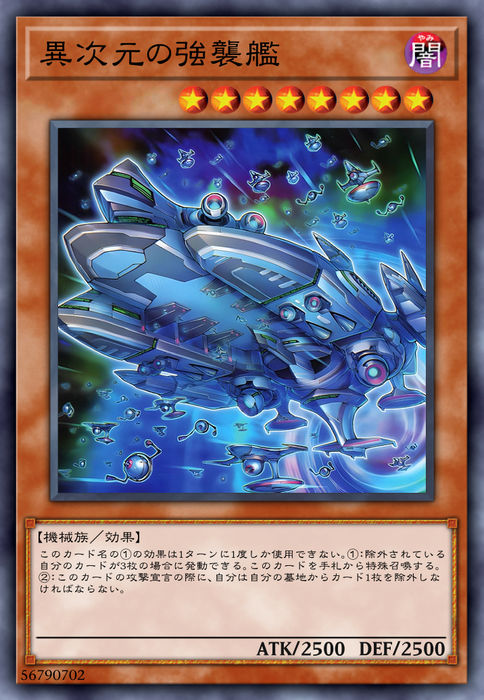 異次元の強襲艦
やみ
闇
【機械族／効果】
このカード名の①の効果は1ターンに1度しか使用できない。①：除外されている
自分のカードが3枚の場合に発動できる。このカードを手札から特殊召喚する。
②：このカードの攻撃宣言の際に、自分は自分の墓地からカード1枚を除外しな
ければならない。
ATK/2500 DEF/2500
56790702